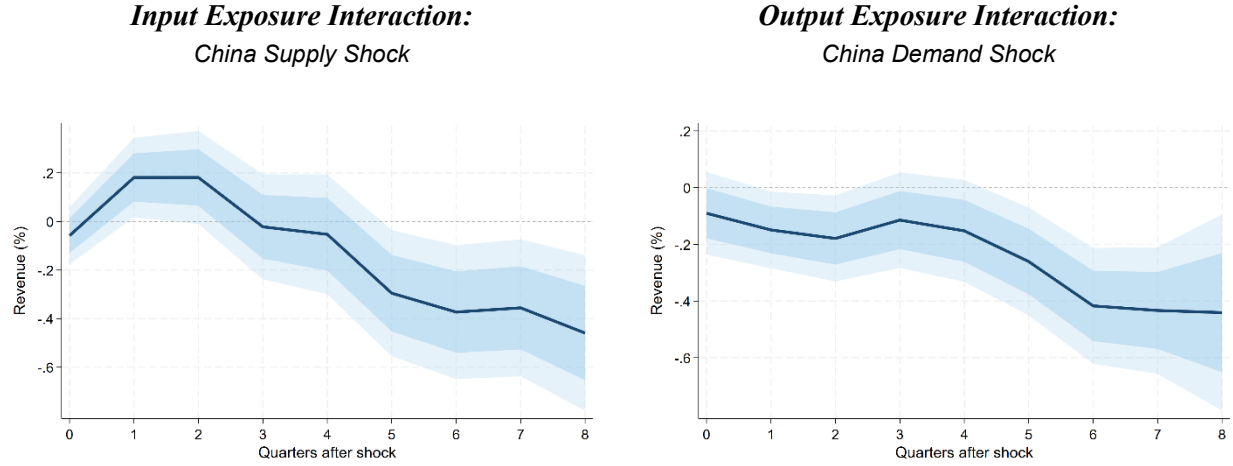 Input Exposure Interaction:
China Supply Shock
.2
0
-.2
-.4
-.6
Revenue (%)
0 1 2 3 4 5 6 7 8
Quarters after shock
Output Exposure Interaction:
China Demand Shock
.2
0
-.2
-.4
-.6
Revenue (%)
0 1 2 3 4 5 6 7 8
Quarters after shock